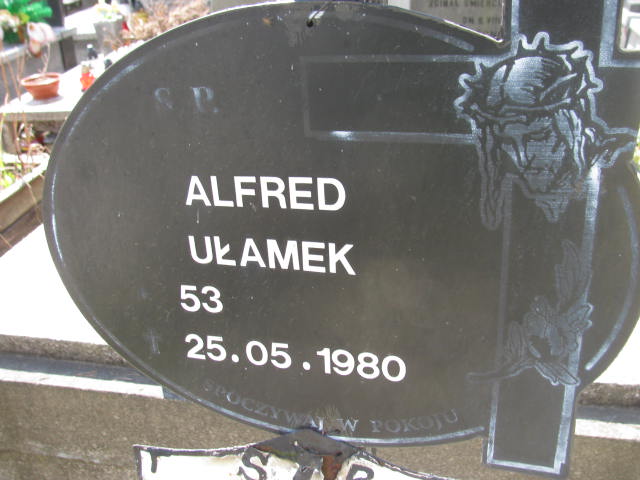 Ś. P.
ALFRED
UŁAMEK
53
25.05.1980
SPOCZYWAJ W POKOJU
Ś P